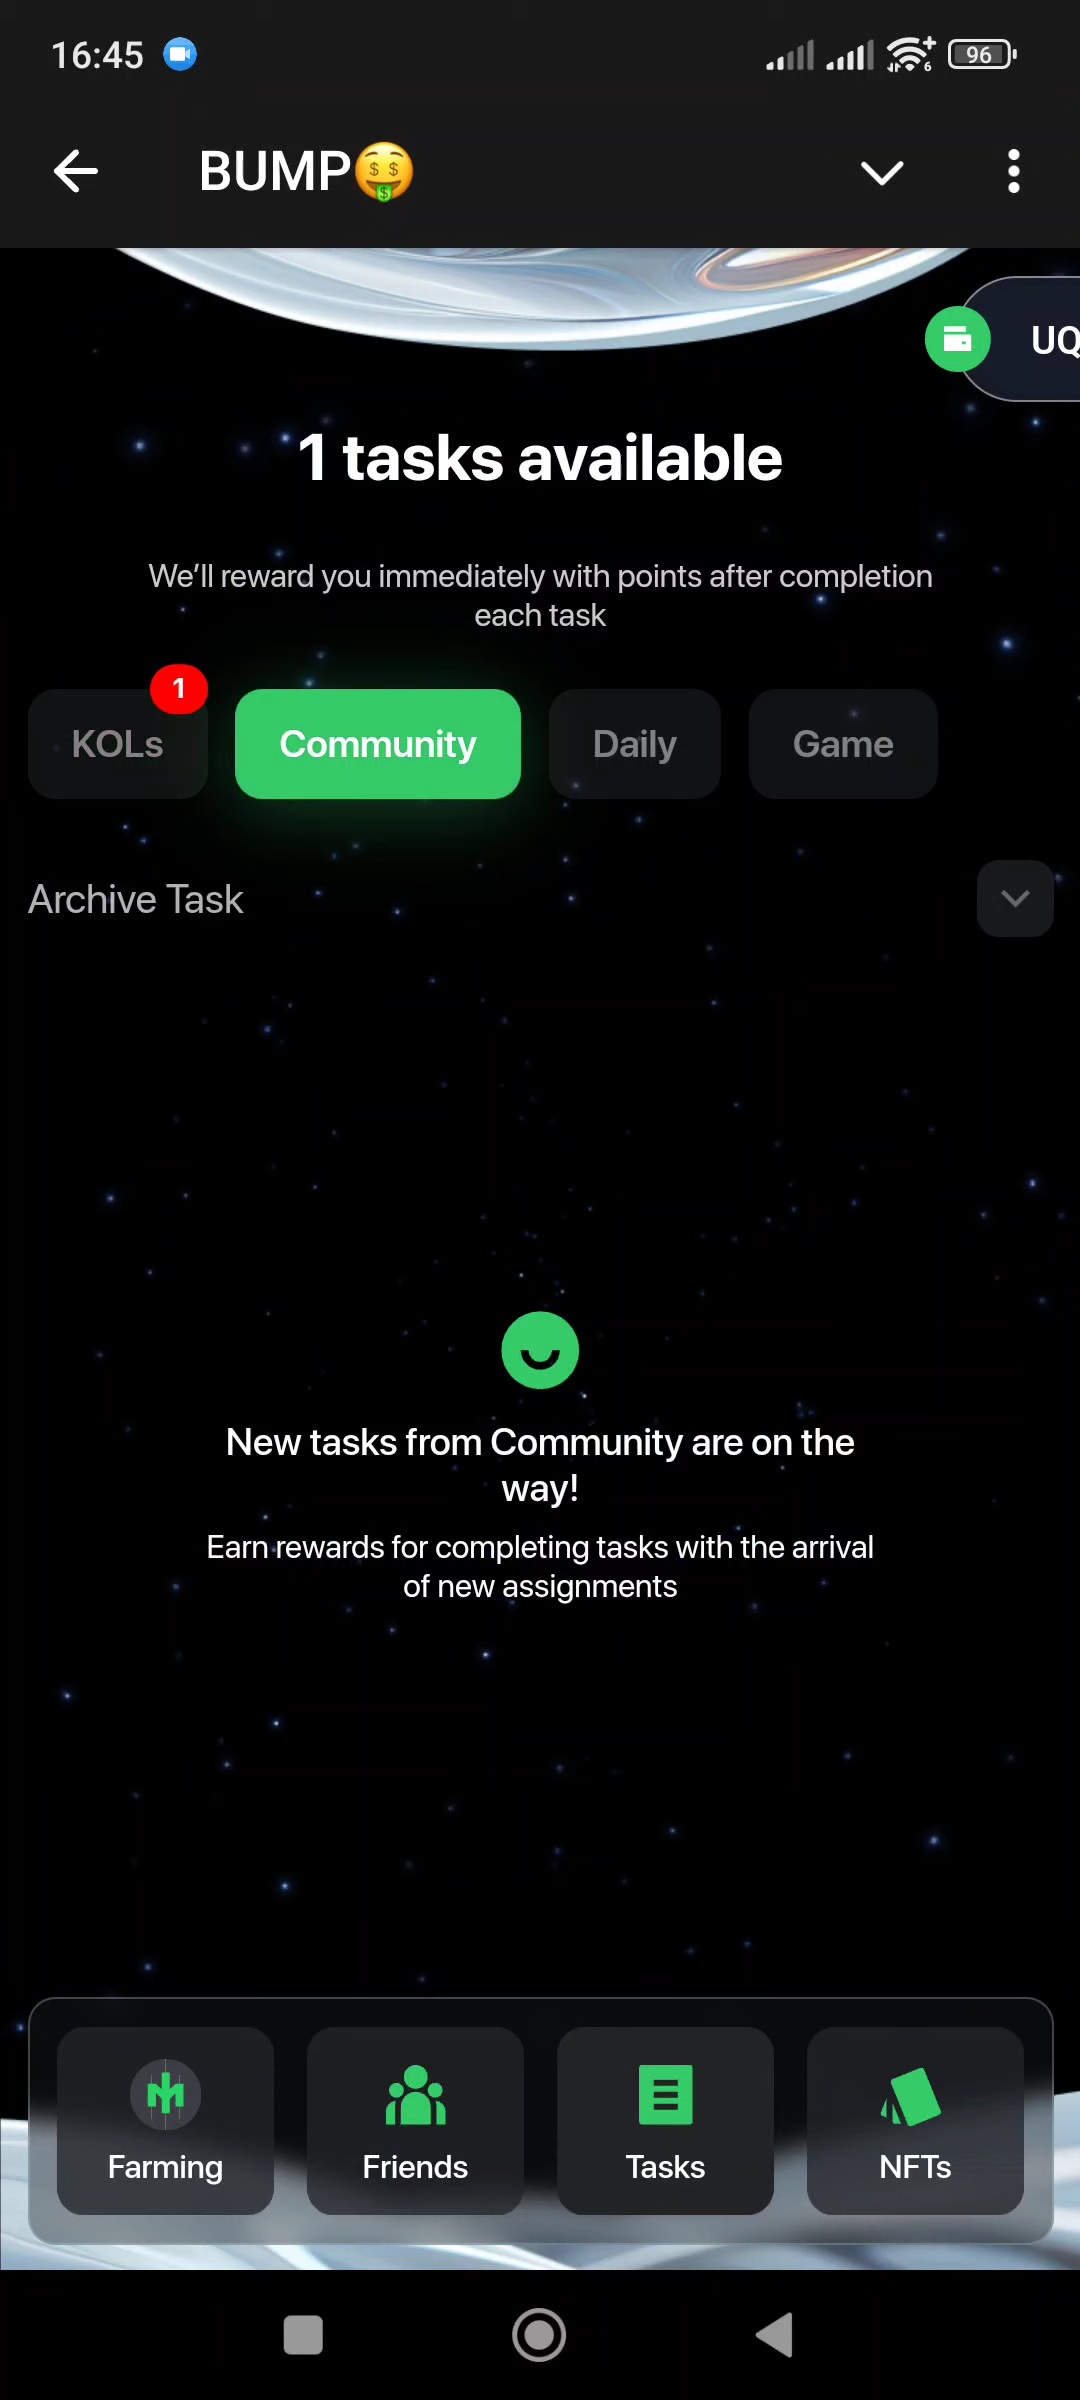 16:45
6
96
BUMP🤑
UQ
1 tasks available
We'll reward you immediately with points after completion
each task
1
KOLs
Community
Daily
Game
Archive Task
New tasks from Community are on the
way!
Earn rewards for completing tasks with the arrival
of new assignments
Farming
Friends
Tasks
NFTs